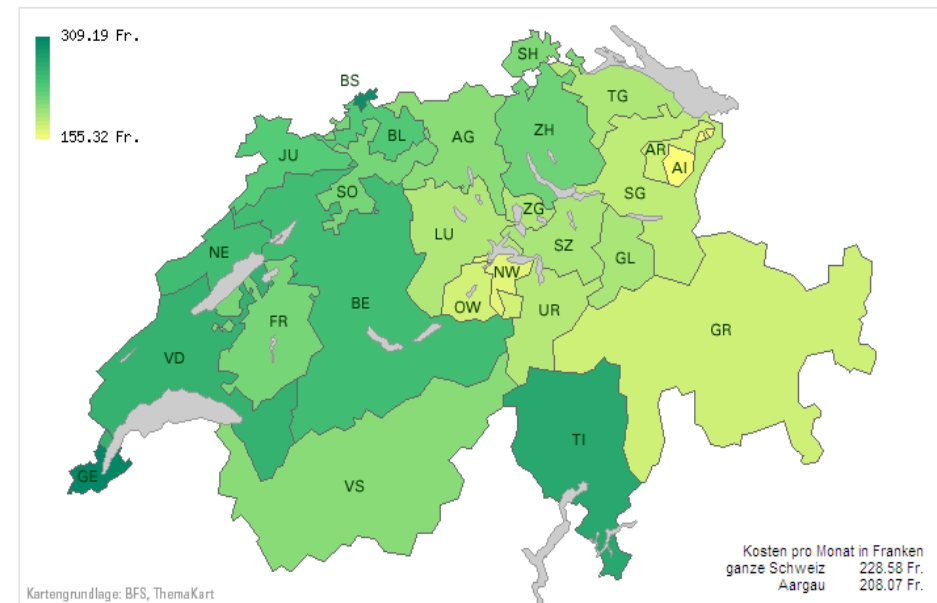 309.19 Fr.
155.32 Fr.
SH
BS
TG
BL
AG
ZH
JU
AR
AI
SO
SG
ZG
LU
SZ
NE
GL
NW
BE
OW
UR
FR
GR
VD
TI
GE
VS
Kosten pro Monat in Franken
ganze Schweiz 228.58 Fr.
Aargau 208.07 Fr.
Kartengrundlage: BFS, ThemaKart